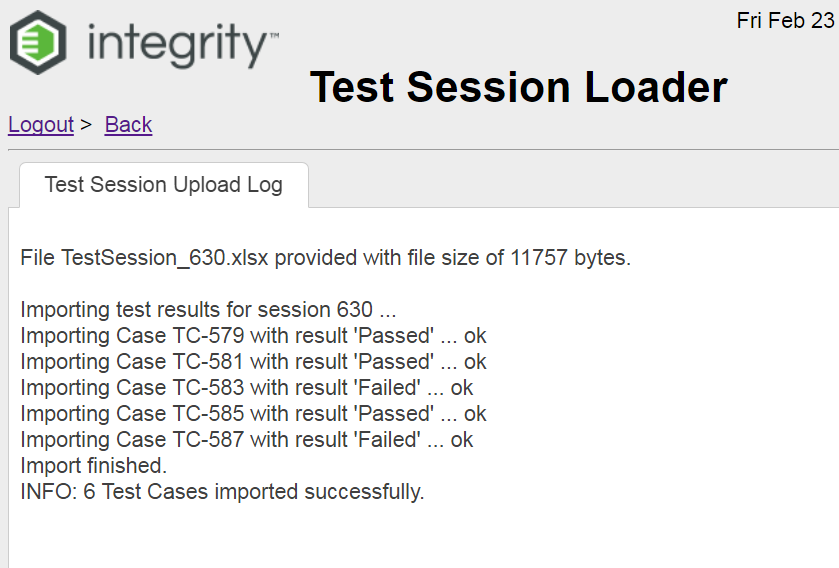 integrity™
Fri Feb 23
Test Session Loader
Logout > Back
Test Session Upload Log
File TestSession_630.xlsx provided with file size of 11757 bytes.
Importing test results for session 630 ...
Importing Case TC-579 with result 'Passed' ... ok
Importing Case TC-581 with result 'Passed' ... ok
Importing Case TC-583 with result 'Failed' ... ok
Importing Case TC-585 with result 'Passed' ... ok
Importing Case TC-587 with result 'Failed' ... ok
Import finished.
INFO: 6 Test Cases imported successfully.